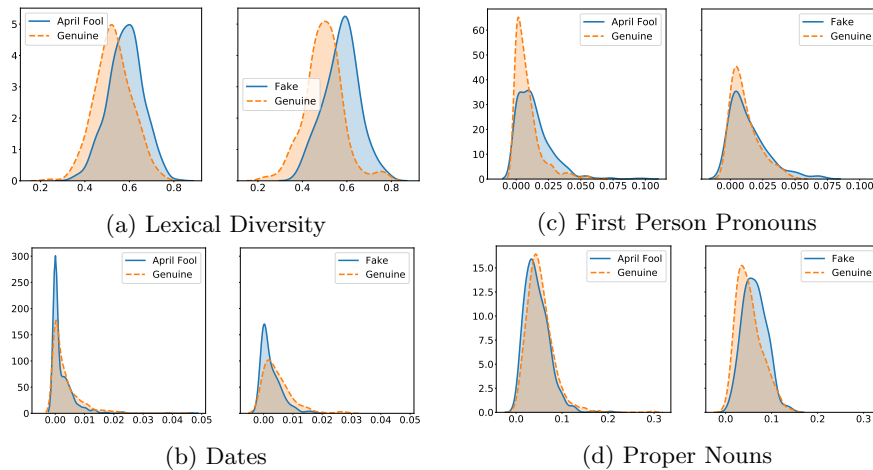 5
4
3
2
1
0
0.2 0.4 0.6 0.8
April Fool
Genuine
0.2 0.4 0.6 0.8
Fake
Genuine
(a) Lexical Diversity
60
50
40
30
20
10
0
0.000 0.025 0.050 0.075 0.100
April Fool
Genuine
0.000 0.025 0.050 0.075 0.100
Fake
Genuine
(c) First Person Pronouns
300
250
200
150
100
50
0
0.00 0.01 0.02 0.03 0.04 0.05
April Fool
Genuine
0.00 0.01 0.02 0.03 0.04 0.05
Fake
Genuine
(b) Dates
15.0
12.5
10.0
7.5
5.0
2.5
0.0
0.0 0.1 0.2 0.3
April Fool
Genuine
0.0 0.1 0.2 0.3
Fake
Genuine
(d) Proper Nouns